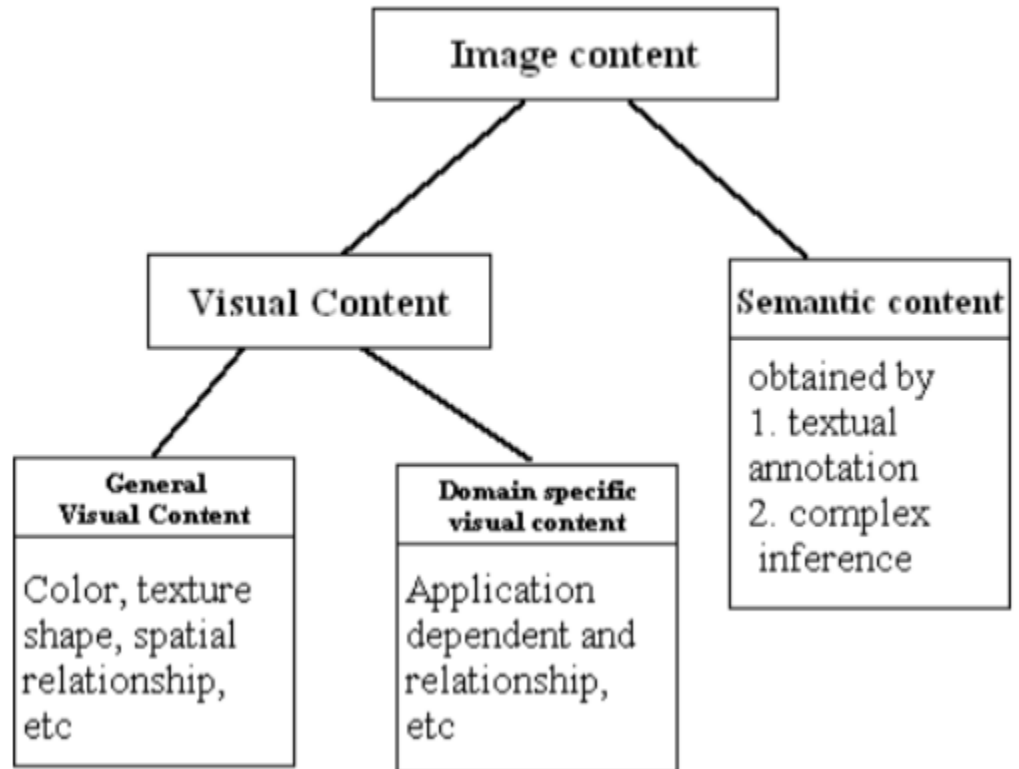 Image content
Visual Content
Semantic content
obtained by
1. textual
annotation
2. complex
inference
General
Visual Content
Color, texture
shape, spatial
relationship,
etc
Domain specific
visual content
Application
dependent and
relationship,
etc